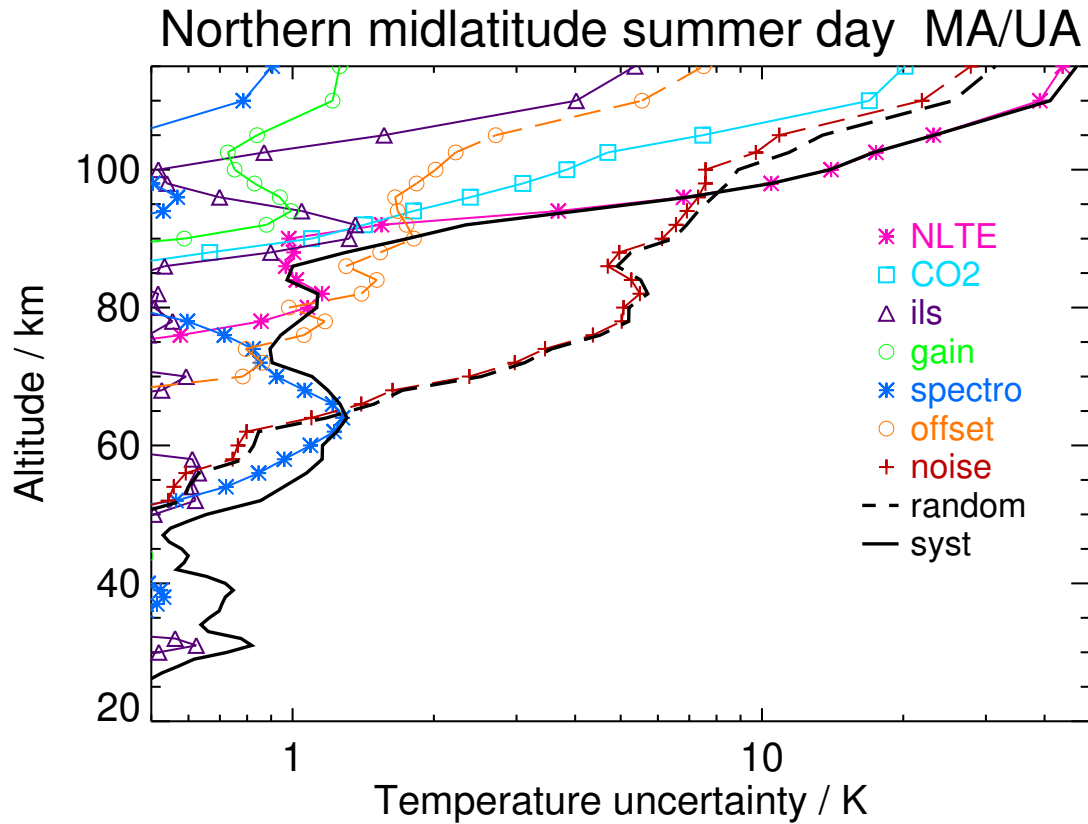 Northern midlatitude summer day MA/UA
100
80
60
40
20
Altitude / km
NLTE
CO2
ils
gain
spectro
offset
noise
random
syst
1
10
Temperature uncertainty / K